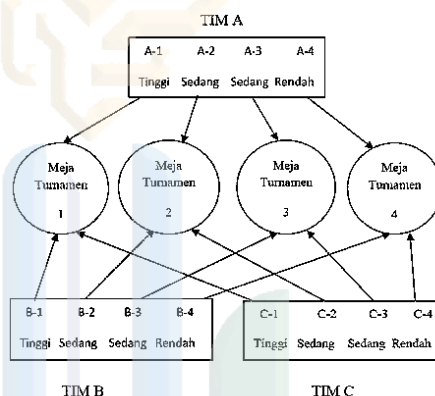 TIM A
A-1 A-2 A-3 A-4
Tinggi Sedang Sedang Rendah
Meja Turnamen 1
Meja Turnamen 2
Meja Turnamen 3
Meja Turnamen 4
B-1 B-2 B-3 B-4
Tinggi Sedang Sedang Rendah
C-1 C-2 C-3 C-4
Tinggi Sedang Sedang Rendah
TIM B
TIM C